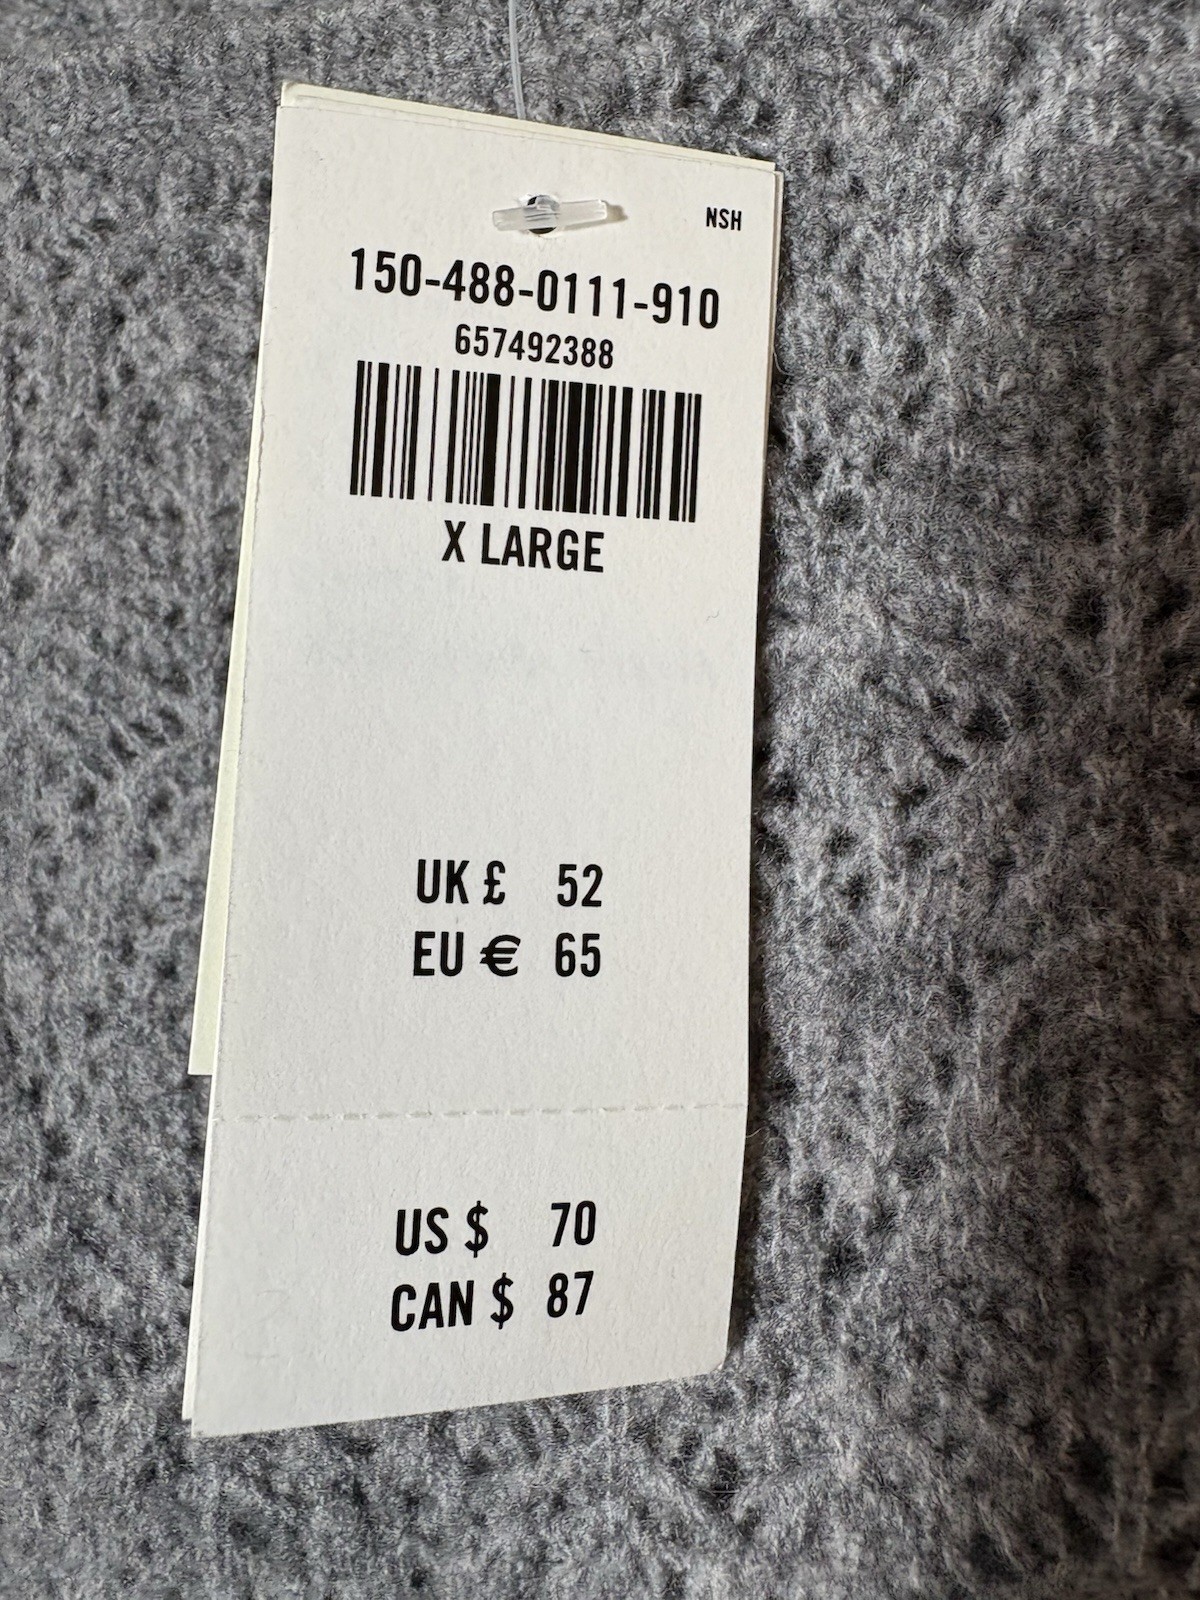 NSH
150-488-0111-910
657492388
X LARGE
UK £ 52
EU € 65
US $ 70
CAN $ 87